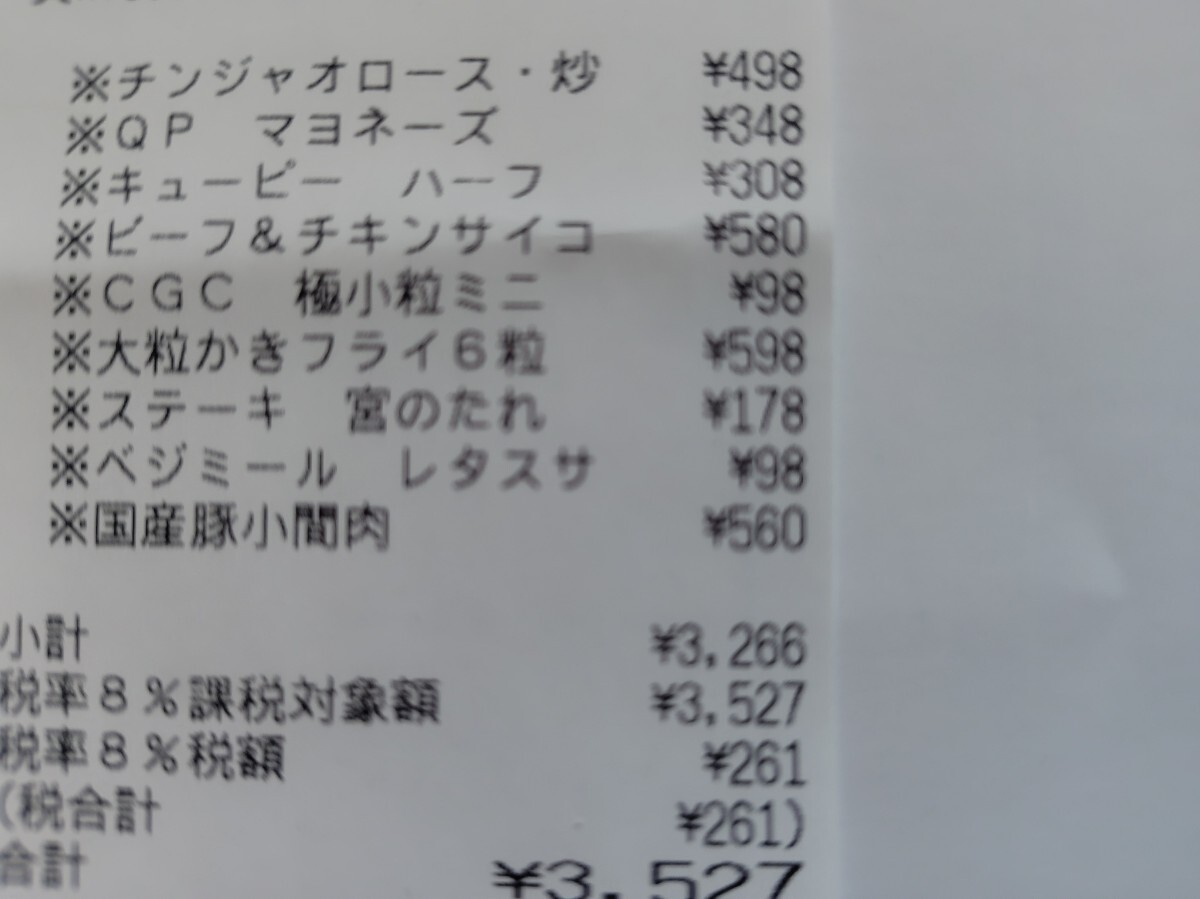 ※チンジャオロース・炒 ¥498
※QP マヨネーズ ¥348
※キューピー ハーフ ¥308
※ビーフ&チキンサイコ ¥580
※CGC 極小粒ミニ ¥98
※大粒かきフライ6粒 ¥598
※ステーキ 宮のたれ ¥178
※ベジミール レタスサ ¥98
※国産豚小間肉 ¥560
小計 ¥3,266
税率8%課税対象額 ¥3,527
税率8%税額 ¥261
(税合計 ¥261)
合計 ¥3,527